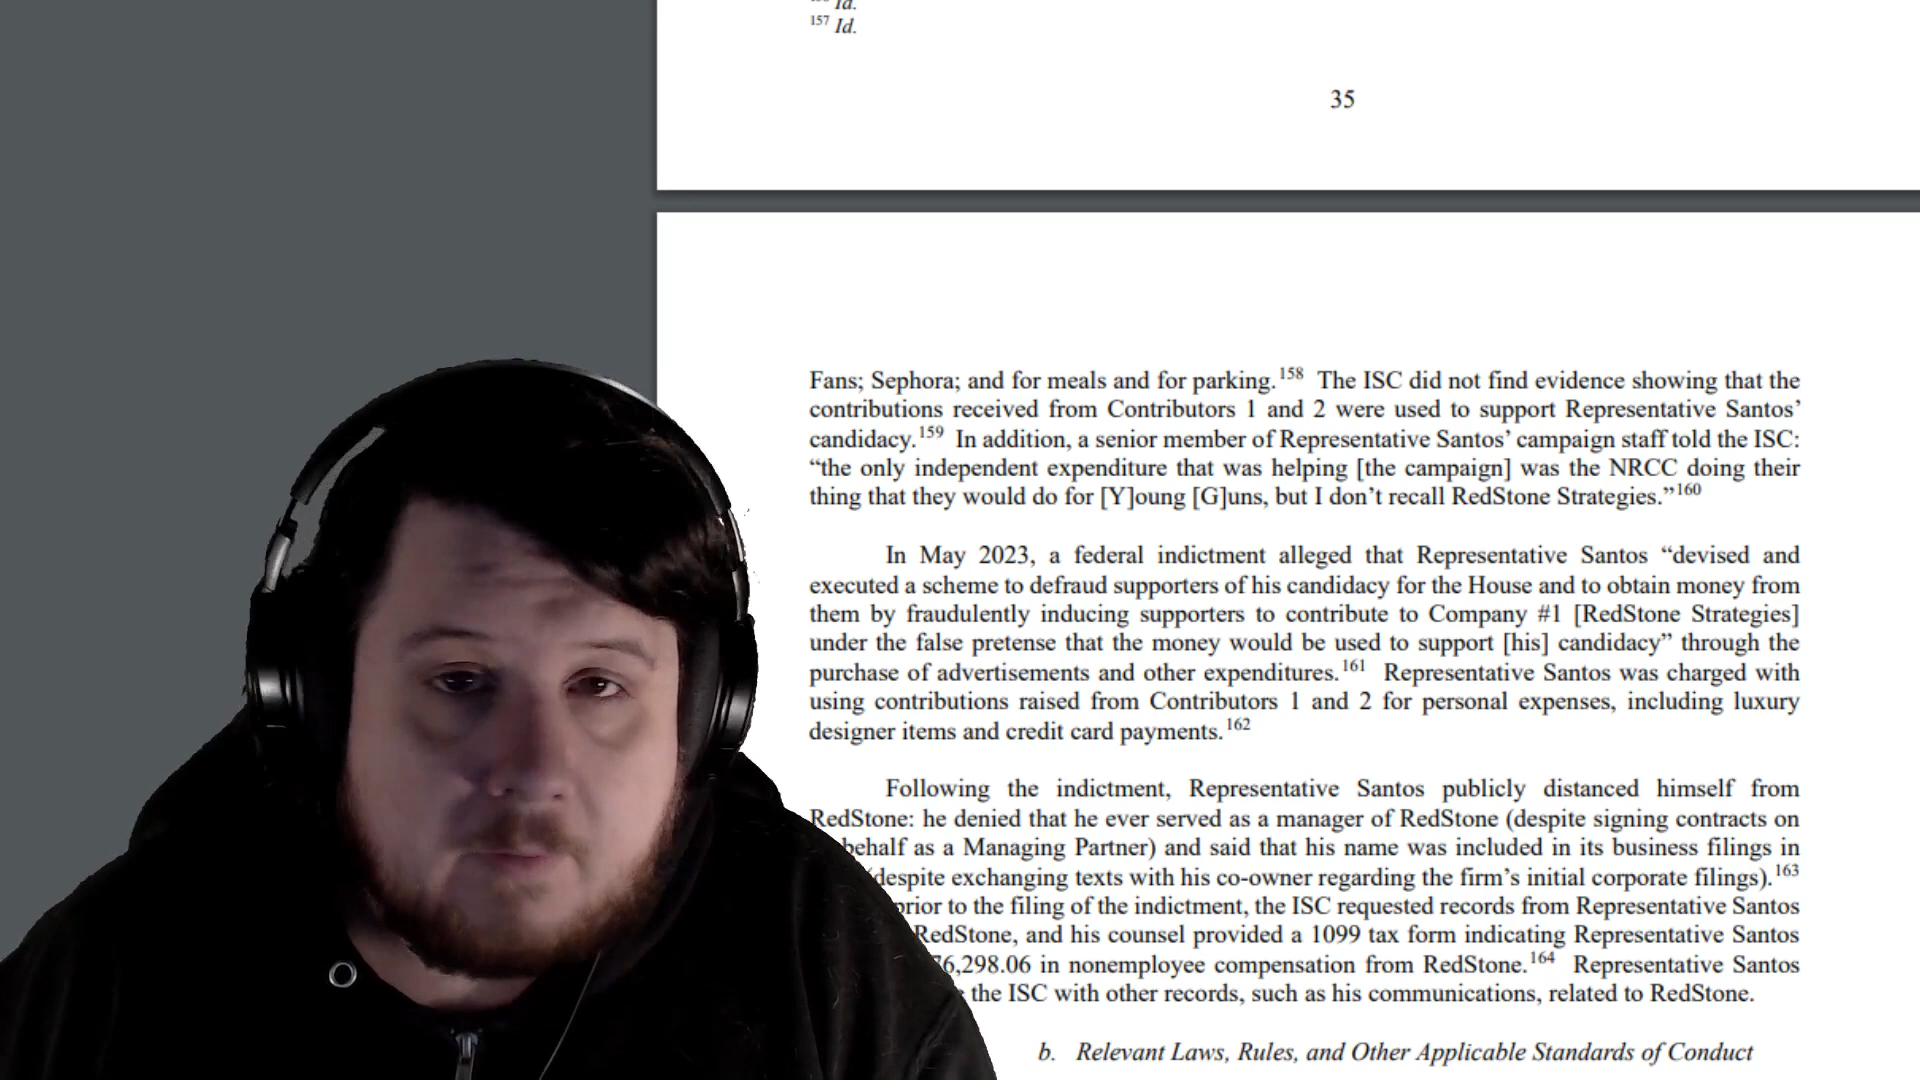 Id.
157 Id.
35
Fans; Sephora; and for meals and for parking.158 The ISC did not find evidence showing that the
contributions received from Contributors 1 and 2 were used to support Representative Santos’
candidacy.159 In addition, a senior member of Representative Santos’ campaign staff told the ISC:
“the only independent expenditure that was helping [the campaign] was the NRCC doing their
thing that they would do for [Y]oung [G]uns, but I don’t recall RedStone Strategies.”160
In May 2023, a federal indictment alleged that Representative Santos “devised and
executed a scheme to defraud supporters of his candidacy for the House and to obtain money from
them by fraudulently inducing supporters to contribute to Company #1 [RedStone Strategies]
under the false pretense that the money would be used to support [his] candidacy” through the
purchase of advertisements and other expenditures.161 Representative Santos was charged with
using contributions raised from Contributors 1 and 2 for personal expenses, including luxury
designer items and credit card payments.162
Following the indictment, Representative Santos publicly distanced himself from
RedStone: he denied that he ever served as a manager of RedStone (despite signing contracts on
behalf as a Managing Partner) and said that his name was included in its business filings in
(despite exchanging texts with his co-owner regarding the firm’s initial corporate filings).163
prior to the filing of the indictment, the ISC requested records from Representative Santos
RedStone, and his counsel provided a 1099 tax form indicating Representative Santos
6,298.06 in nonemployee compensation from RedStone.164 Representative Santos
the ISC with other records, such as his communications, related to RedStone.
b. Relevant Laws, Rules, and Other Applicable Standards of Conduct